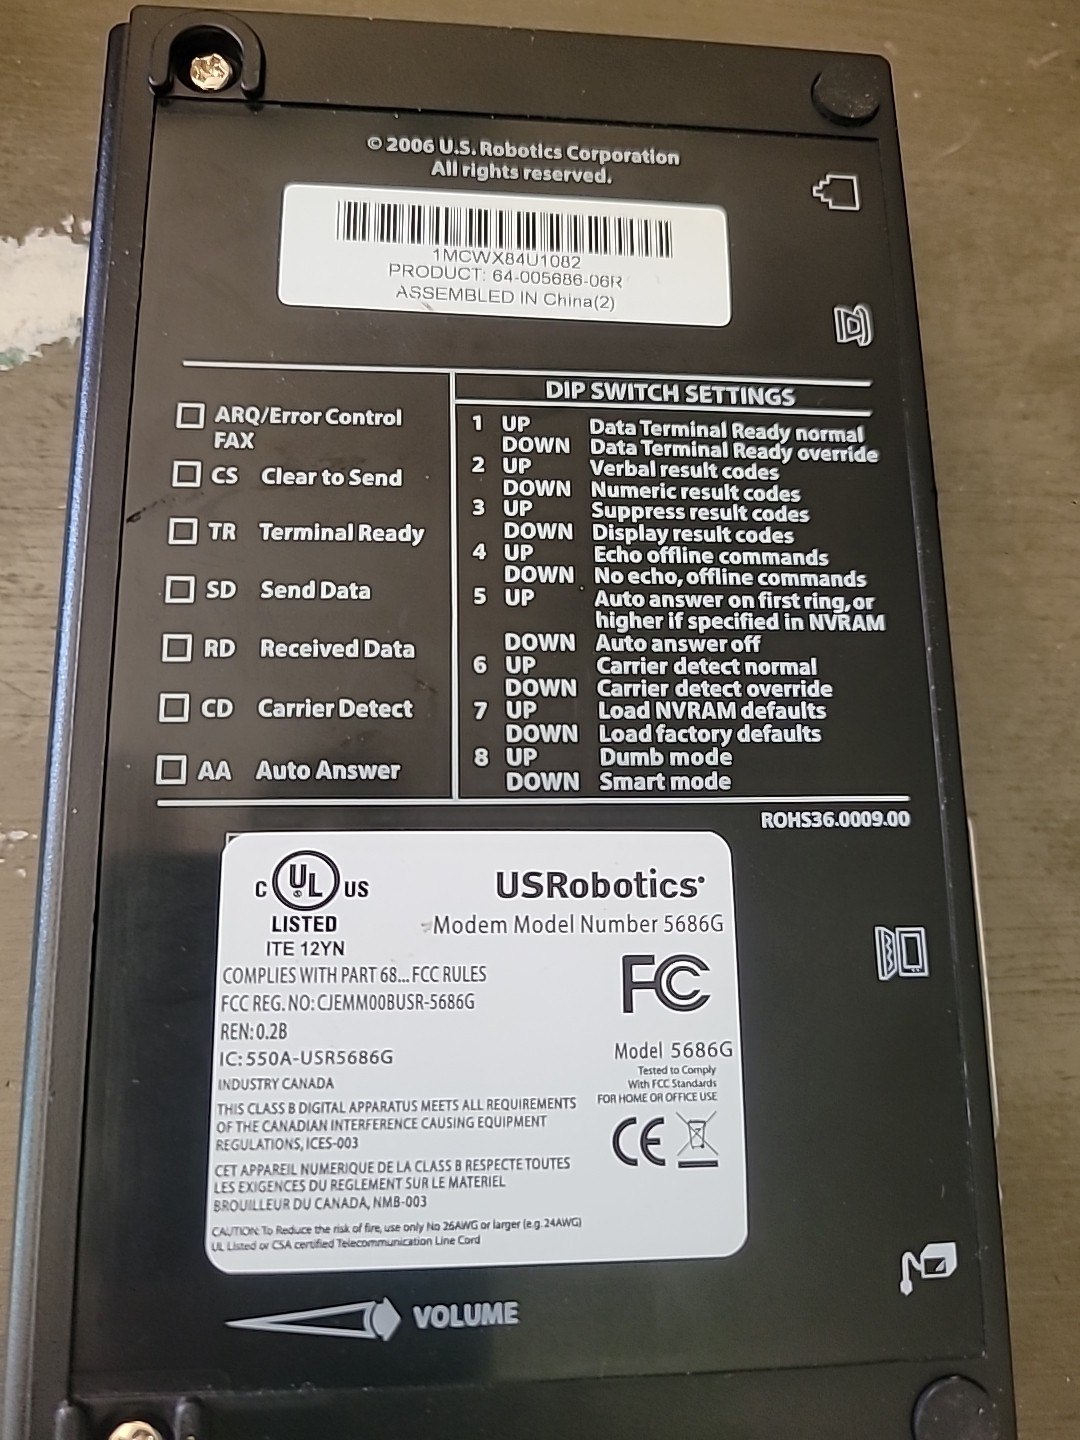 © 2006 U.S. Robotics Corporation
All rights reserved.
1MCWX84U1082
PRODUCT: 64-005686-06R
ASSEMBLED IN China(2)
ARQ/Error Control
FAX
CS Clear to Send
TR Terminal Ready
SD Send Data
RD Received Data
CD Carrier Detect
AA Auto Answer
DIP SWITCH SETTINGS
1 UP Data Terminal Ready normal
DOWN Data Terminal Ready override
2 UP Verbal result codes
DOWN Numeric result codes
3 UP Suppress result codes
DOWN Display result codes
4 UP Echo offline commands
DOWN No echo, offline commands
5 UP Auto answer on first ring, or
higher if specified in NVRAM
DOWN Auto answer off
6 UP Carrier detect normal
DOWN Carrier detect override
7 UP Load NVRAM defaults
DOWN Load factory defaults
8 UP Dumb mode
DOWN Smart mode
ROHS36.0009.00
C UL US
LISTED
ITE 12YN
USRobotics
Modem Model Number 5686G
COMPLIES WITH PART 68...FCC RULES
FCC REG. NO: CJEMM00BUSR-5686G
REN: 0.2B
IC: 550A-USR5686G
INDUSTRY CANADA
FC
Model 5686G
Tested to Comply
With FCC Standards
FOR HOME OR OFFICE USE
THIS CLASS B DIGITAL APPARATUS MEETS ALL REQUIREMENTS
OF THE CANADIAN INTERFERENCE CAUSING EQUIPMENT
REGULATIONS, ICES-003
CE
CET APPAREIL NUMERIQUE DE LA CLASS B RESPECTE TOUTES
LES EXIGENCES DU REGLEMENT SUR LE MATERIEL
BROUILLEUR DU CANADA, NMB-003
CAUTION: To Reduce the risk of fire, use only No 26AWG or larger (e.g. 24AWG)
UL Listed or CSA certified Telecommunication Line Cord
VOLUME